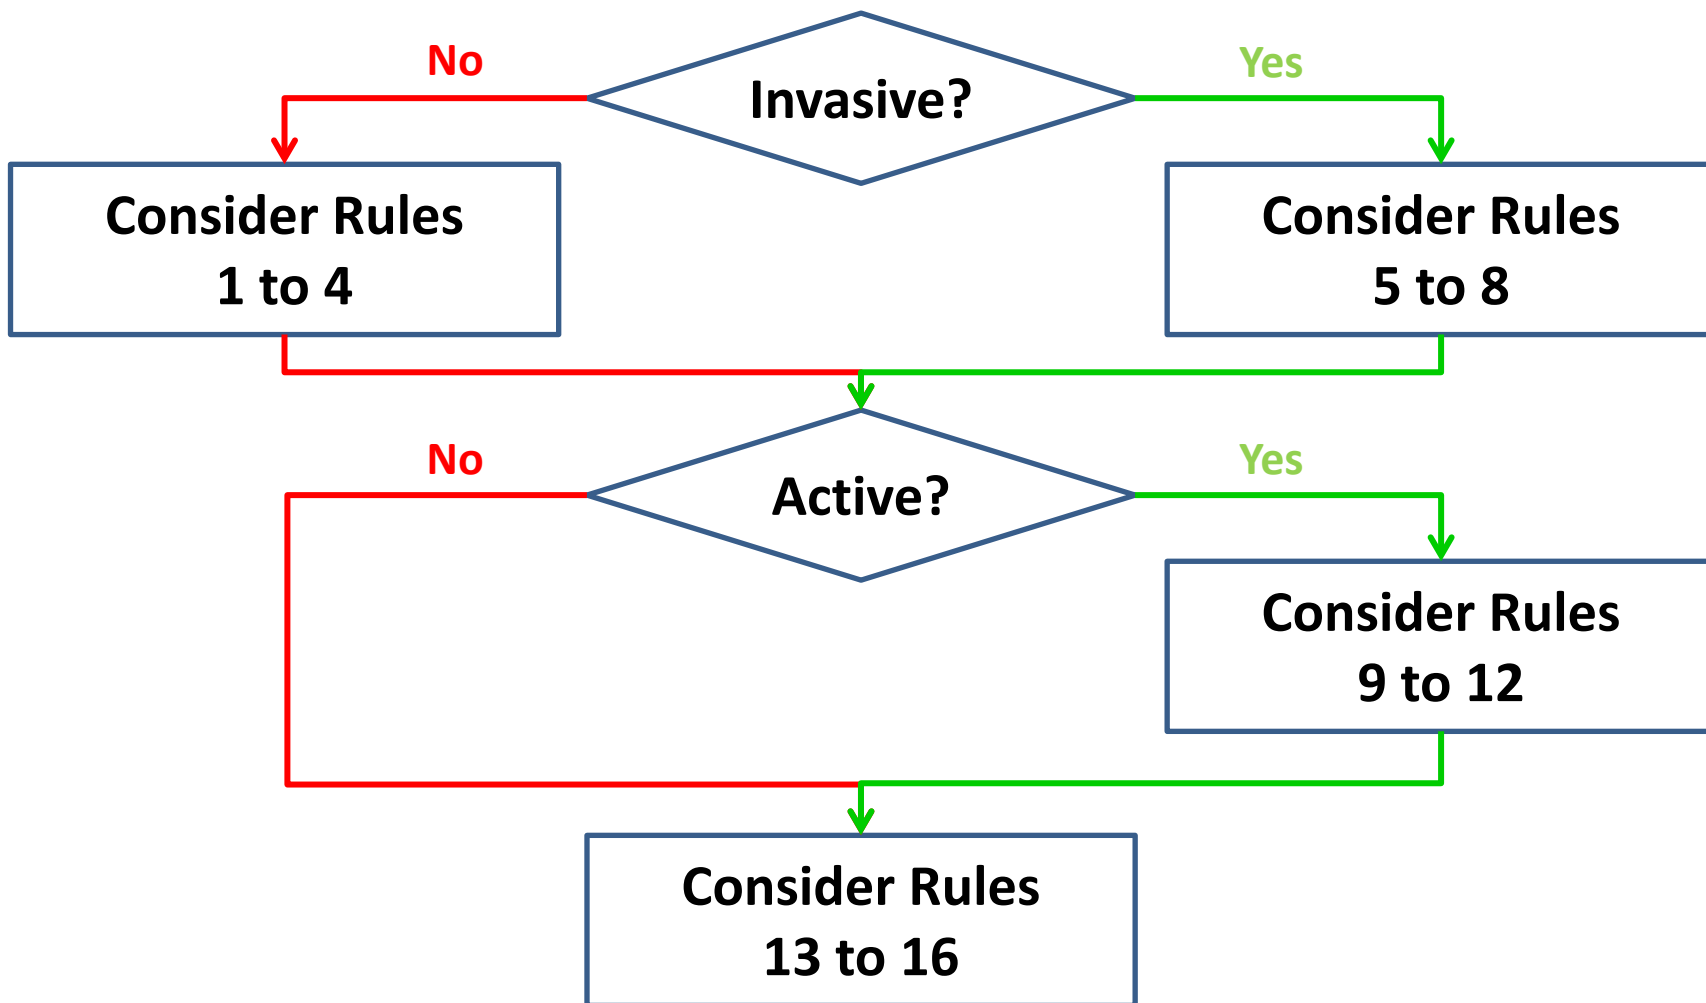 Invasive?
No
Yes
Consider Rules
1 to 4
Consider Rules
5 to 8
Active?
No
Yes
Consider Rules
9 to 12
Consider Rules
13 to 16